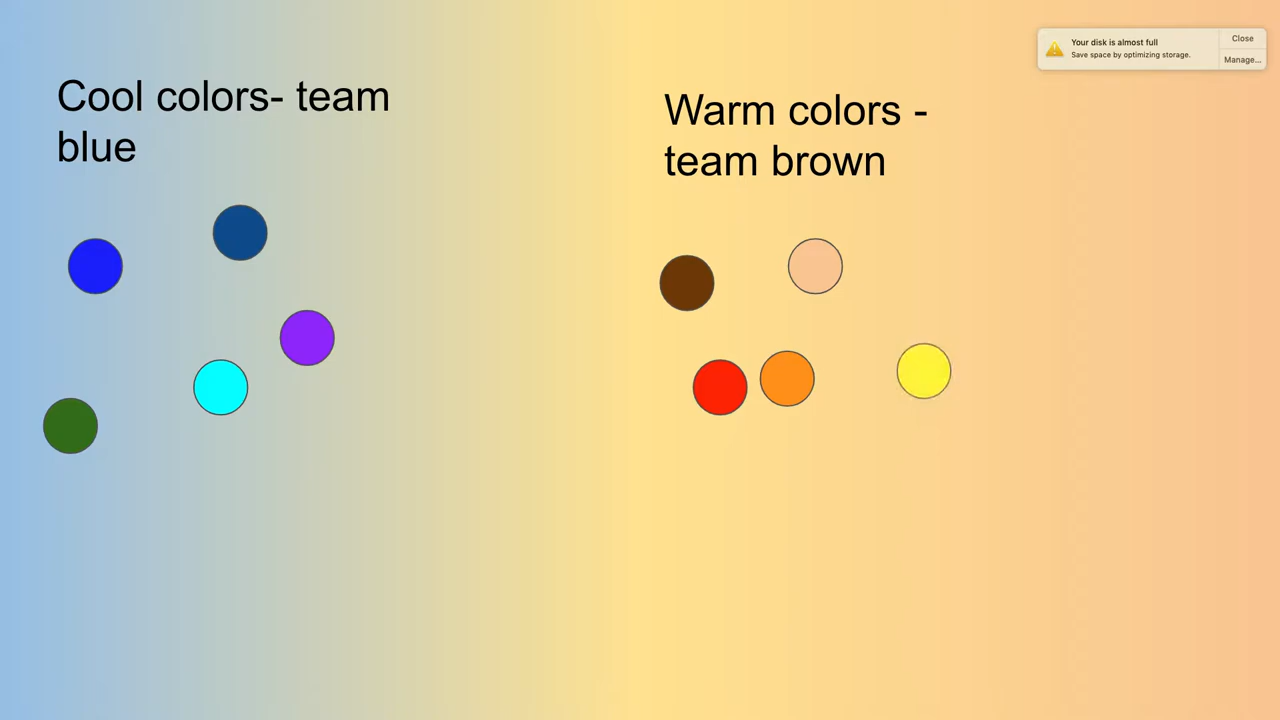 Cool colors- team
blue
Warm colors -
team brown
Your disk is almost full
Save space by optimizing storage.
Close
Manage...